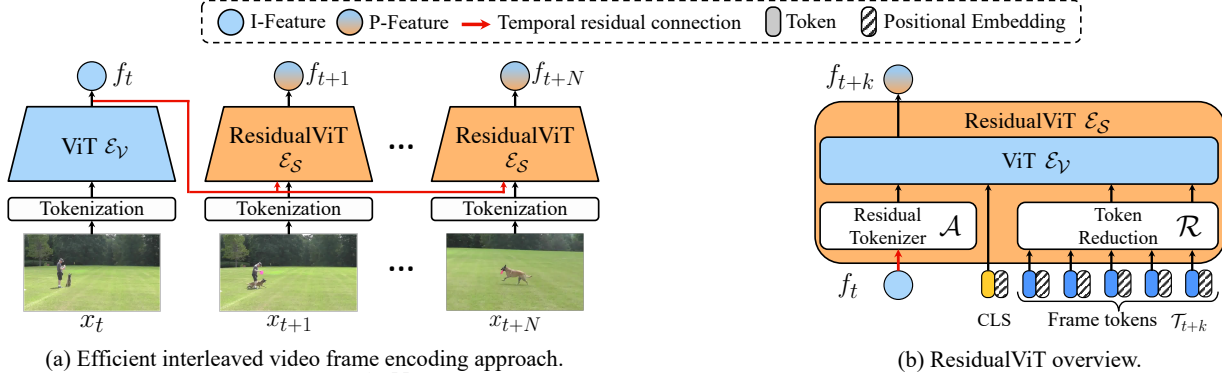 I-Feature P-Feature Temporal residual connection Token Positional Embedding
f_t f_{t+1} f_{t+N}
ViT 𝓔_𝒱 ResidualViT 𝓔_𝒮 ... ResidualViT 𝓔_𝒮
Tokenization Tokenization Tokenization
...
x_t x_{t+1} x_{t+N}
(a) Efficient interleaved video frame encoding approach.
f_{t+k}
ResidualViT 𝓔_𝒮
ViT 𝓔_𝒱
Residual Tokenizer 𝒜 Token Reduction ℛ
f_t
CLS Frame tokens 𝒯_{t+k}
(b) ResidualViT overview.